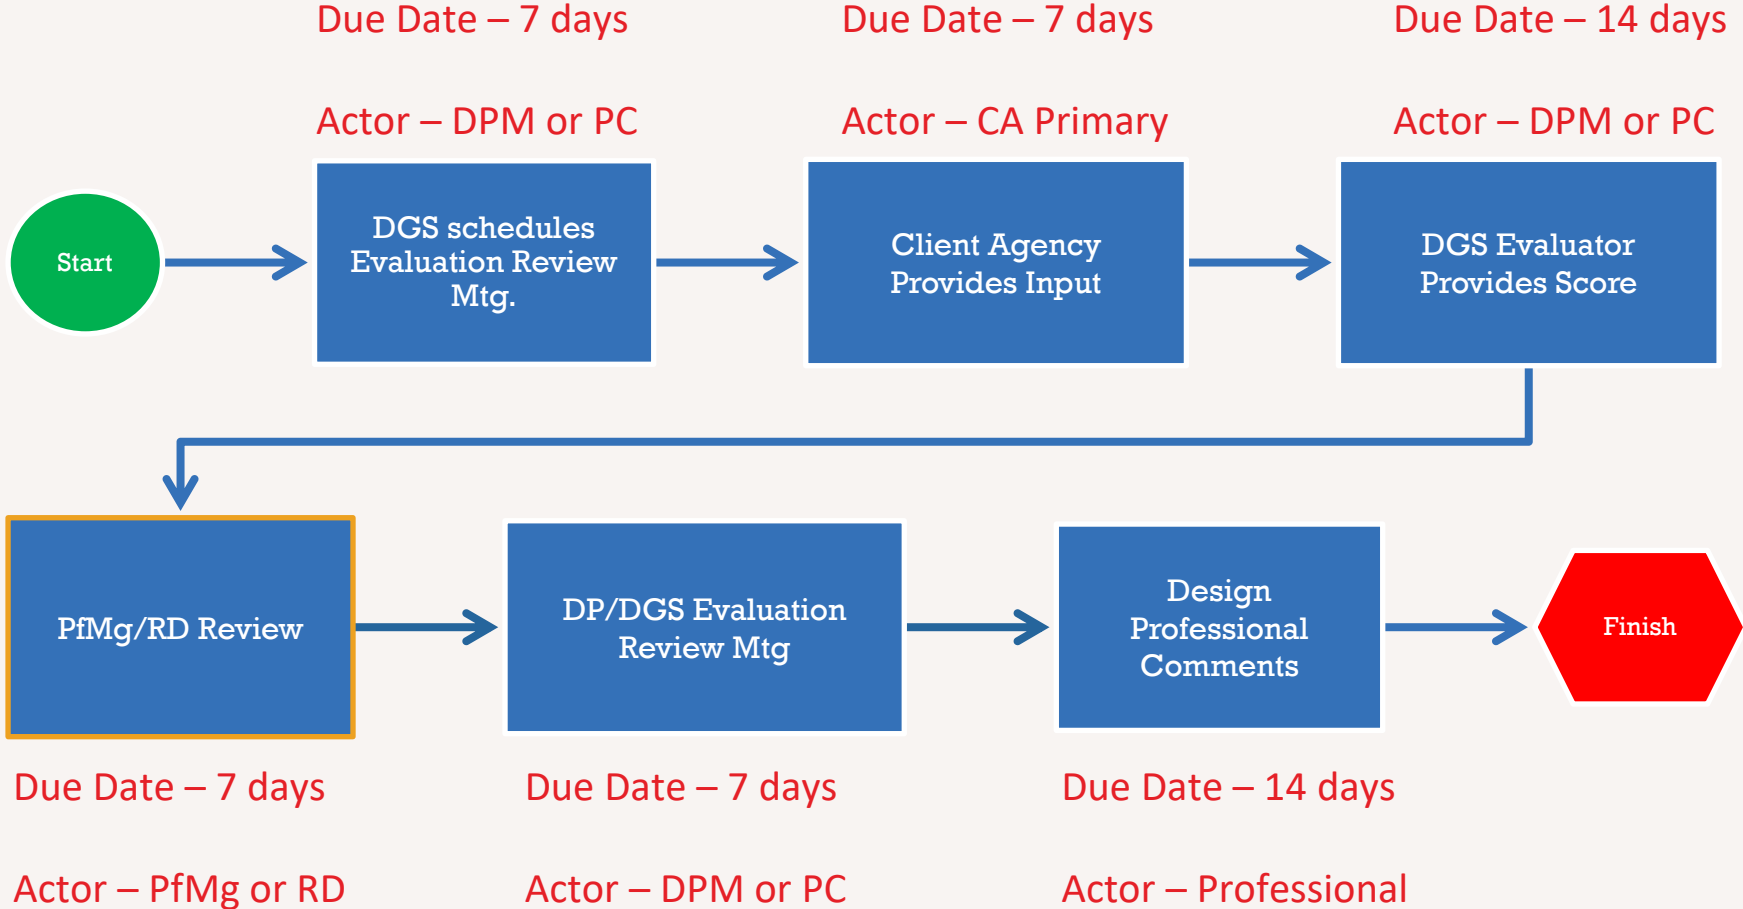 Due Date – 7 days
Due Date – 7 days
Due Date – 14 days
Actor – DPM or PC
Actor – CA Primary
Actor – DPM or PC
Start
DGS schedules
Evaluation Review
Mtg.
Client Agency
Provides Input
DGS Evaluator
Provides Score
PfMg/RD Review
DP/DGS Evaluation
Review Mtg
Design
Professional
Comments
Finish
Due Date – 7 days
Due Date – 7 days
Due Date – 14 days
Actor – PfMg or RD
Actor – DPM or PC
Actor – Professional